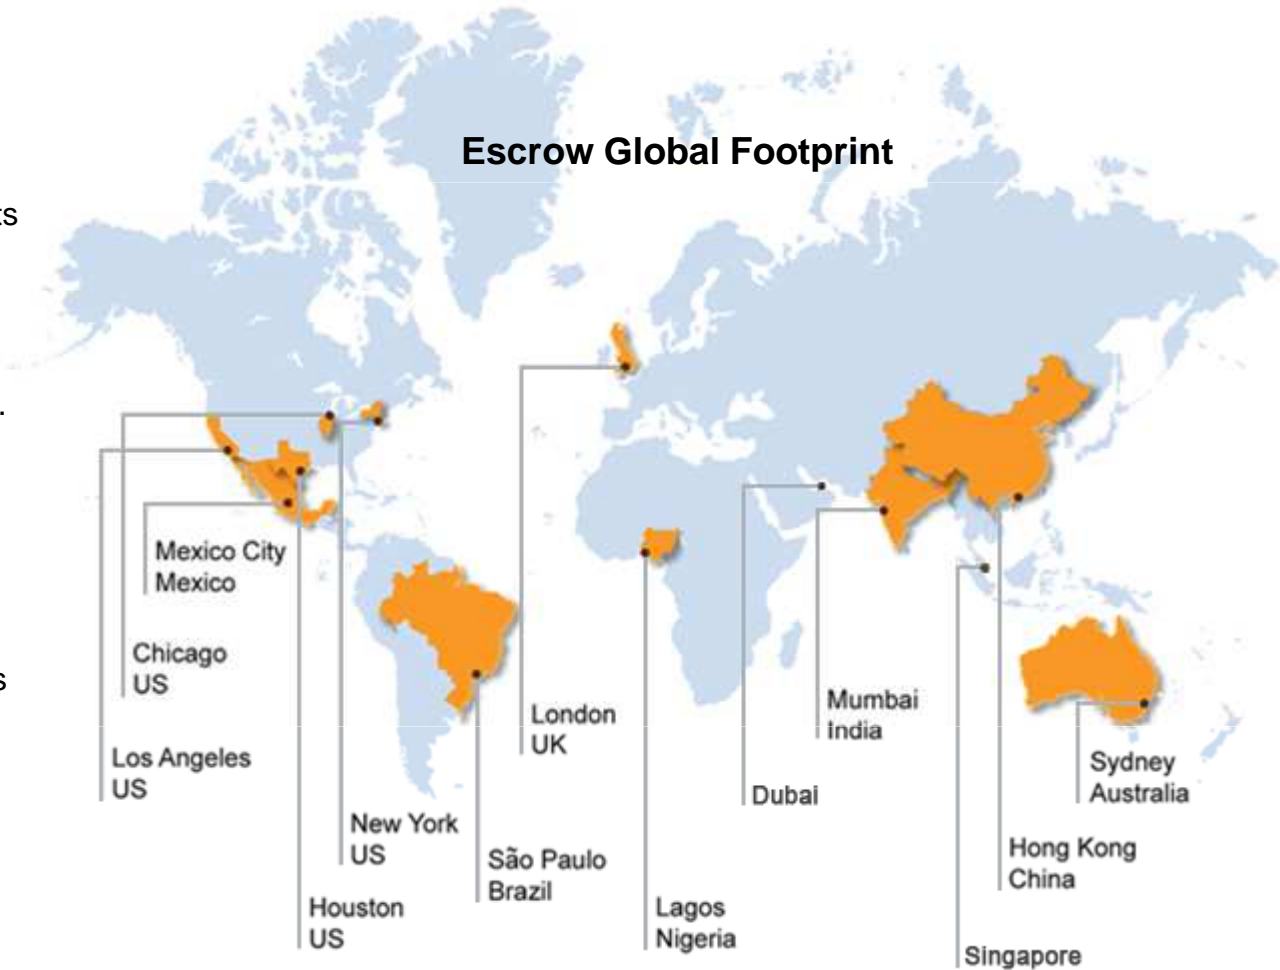 Escrow Global Footprint
ts
.
s
Mexico City
Mexico
Chicago
US
Los Angeles
US
New York
US
Houston
US
São Paulo
Brazil
London
UK
Lagos
Nigeria
Dubai
Mumbai
India
Singapore
Hong Kong
China
Sydney
Australia